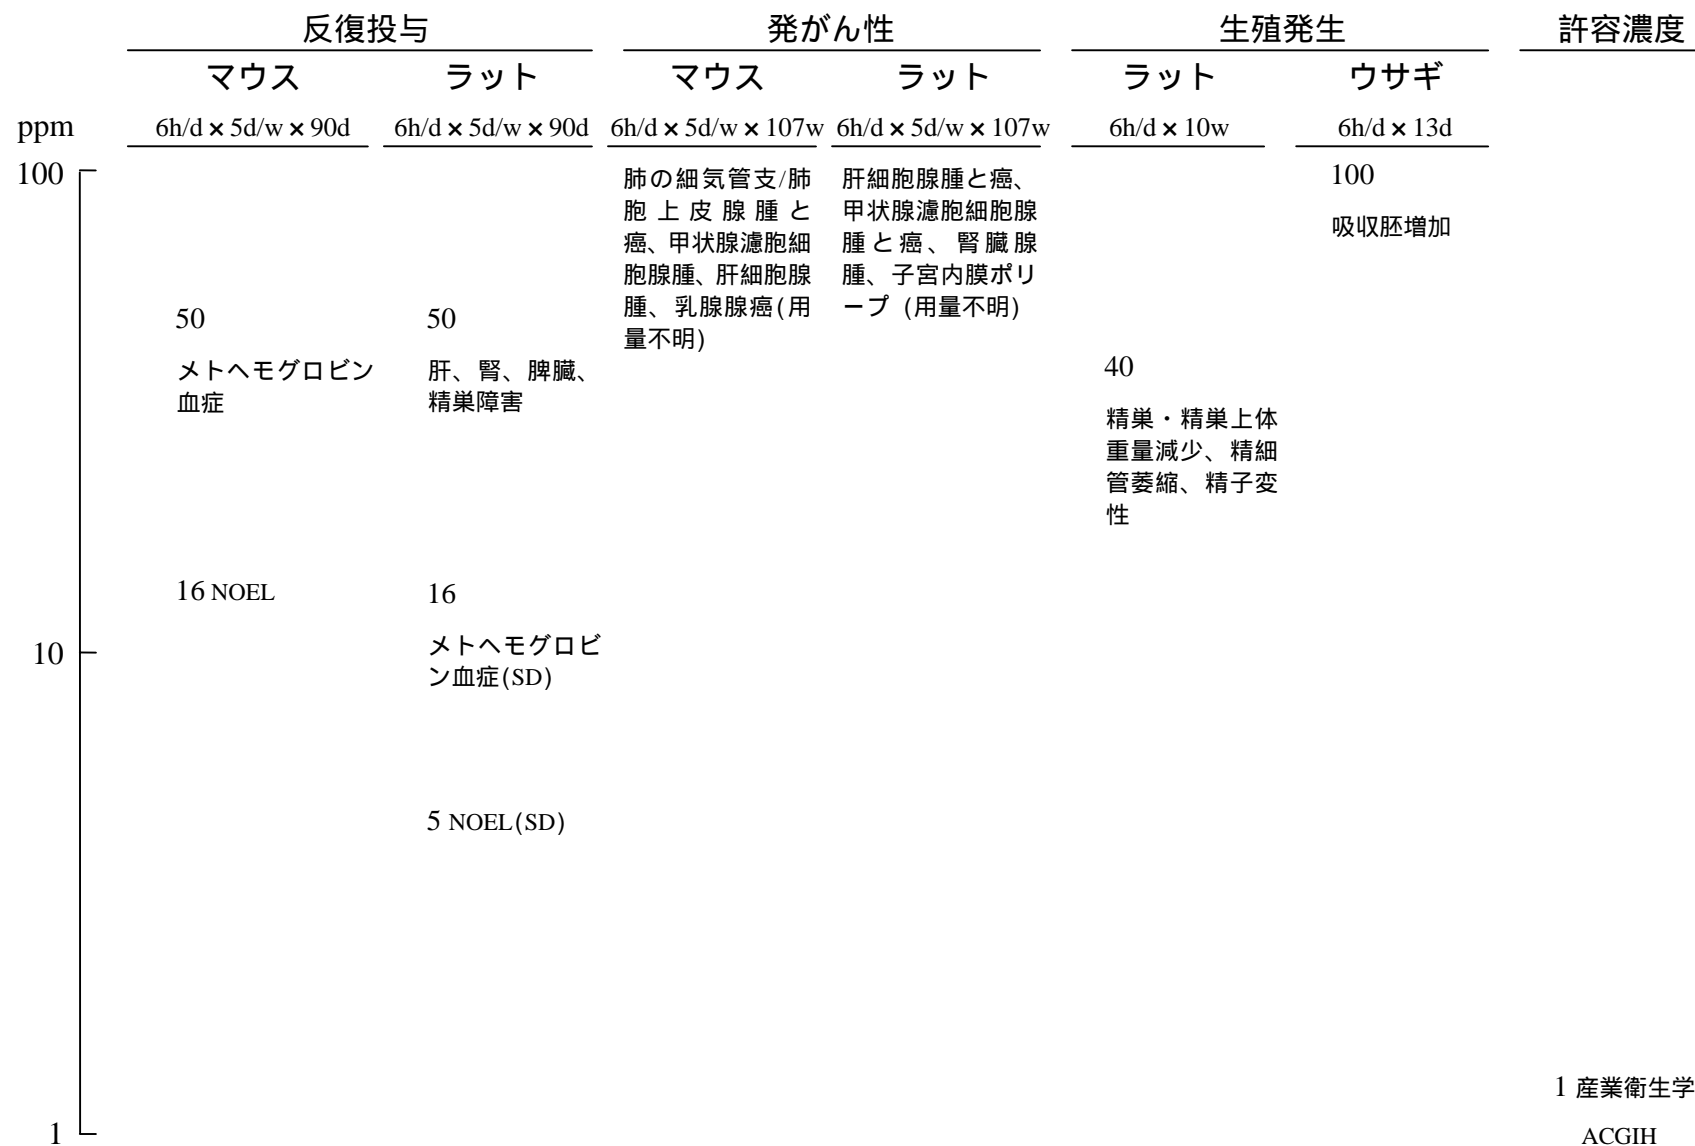 反復投与 発がん性 生殖発生 許容濃度
マウス ラット マウス ラット ラット ウサギ
ppm 6h/d × 5d/w × 90d 6h/d × 5d/w × 90d 6h/d × 5d/w × 107w 6h/d × 5d/w × 107w 6h/d × 10w 6h/d × 13d
100
50
メトヘモグロビン
血症
16 NOEL
50
肝、腎、脾臓、
精巣障害
16
メトヘモグロビ
ン血症(SD)
5 NOEL(SD)
肺の細気管支/肺
胞上皮腺腫と
癌、甲状腺濾胞細
胞腺腫、肝細胞腺
腫、乳腺腺癌(用
量不明)
肝細胞腺腫と癌、
甲状腺濾胞細胞腺
腫と癌、腎臓腺
腫、子宮内膜ポリ
ープ (用量不明)
40
精巣・精巣上体
重量減少、精細
管萎縮、精子変
性
100
吸収胚増加
10
1 産業衛生学
1
ACGIH